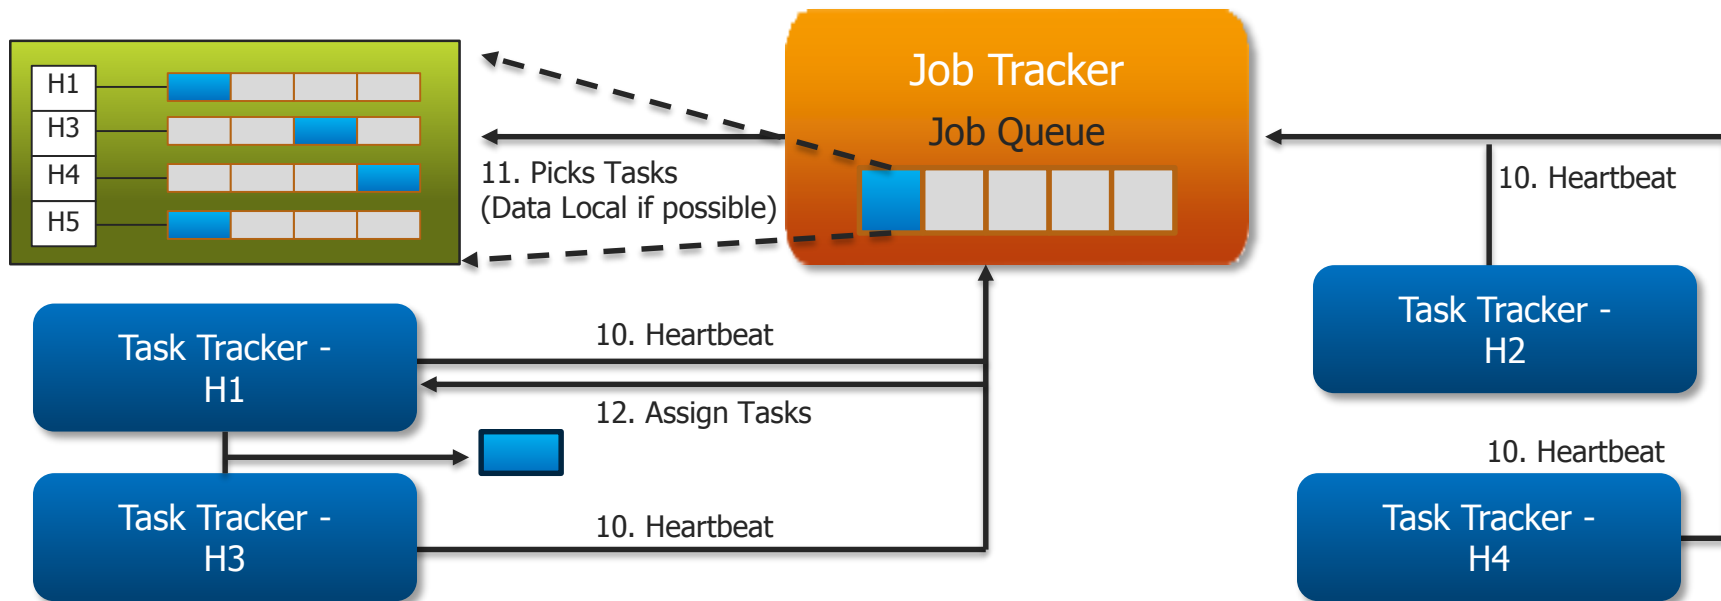 H1
H3
H4
H5
11. Picks Tasks
(Data Local if possible)
Job Tracker
Job Queue
10. Heartbeat
Task Tracker -
H2
Task Tracker -
H1
10. Heartbeat
12. Assign Tasks
Task Tracker -
H3
10. Heartbeat
10. Heartbeat
Task Tracker -
H4